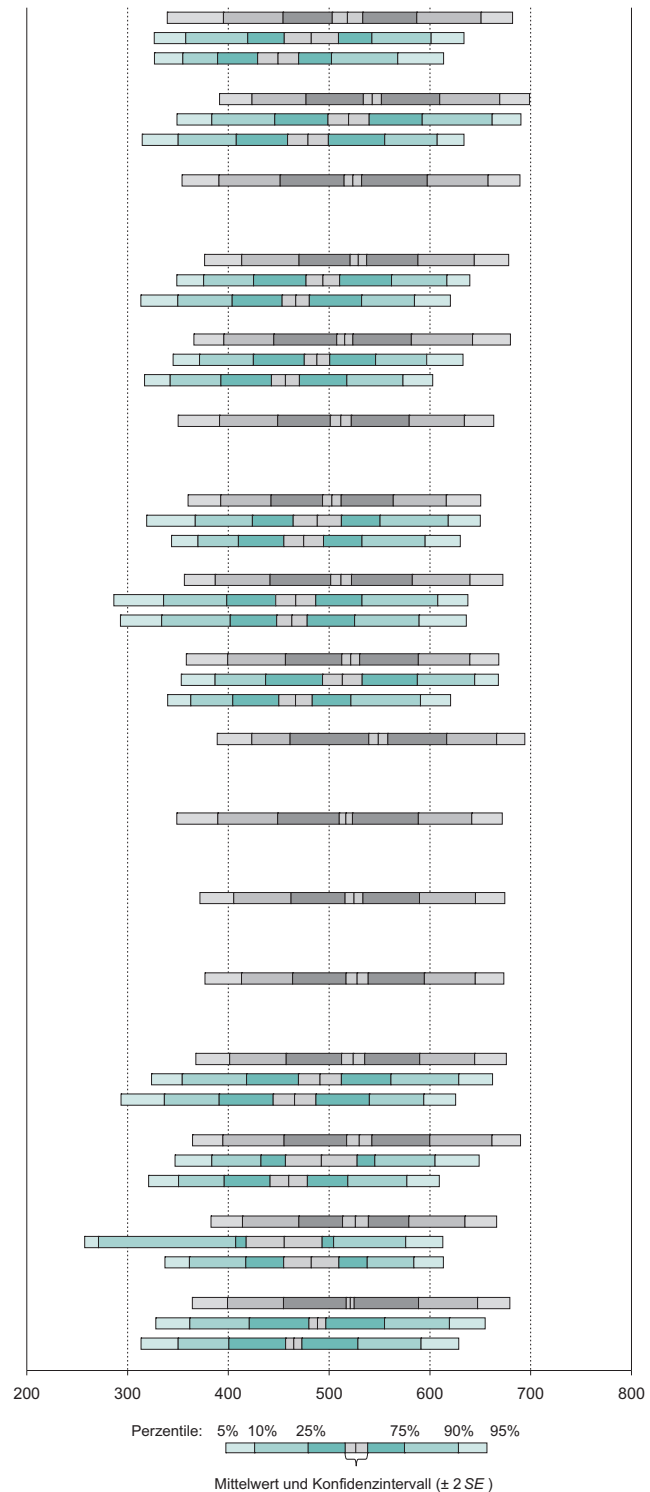 200 300 400 500 600 700 800
Perzentile: 5% 10% 25% 75% 90% 95%
Mittelwert und Konfidenzintervall (± 2 SE )